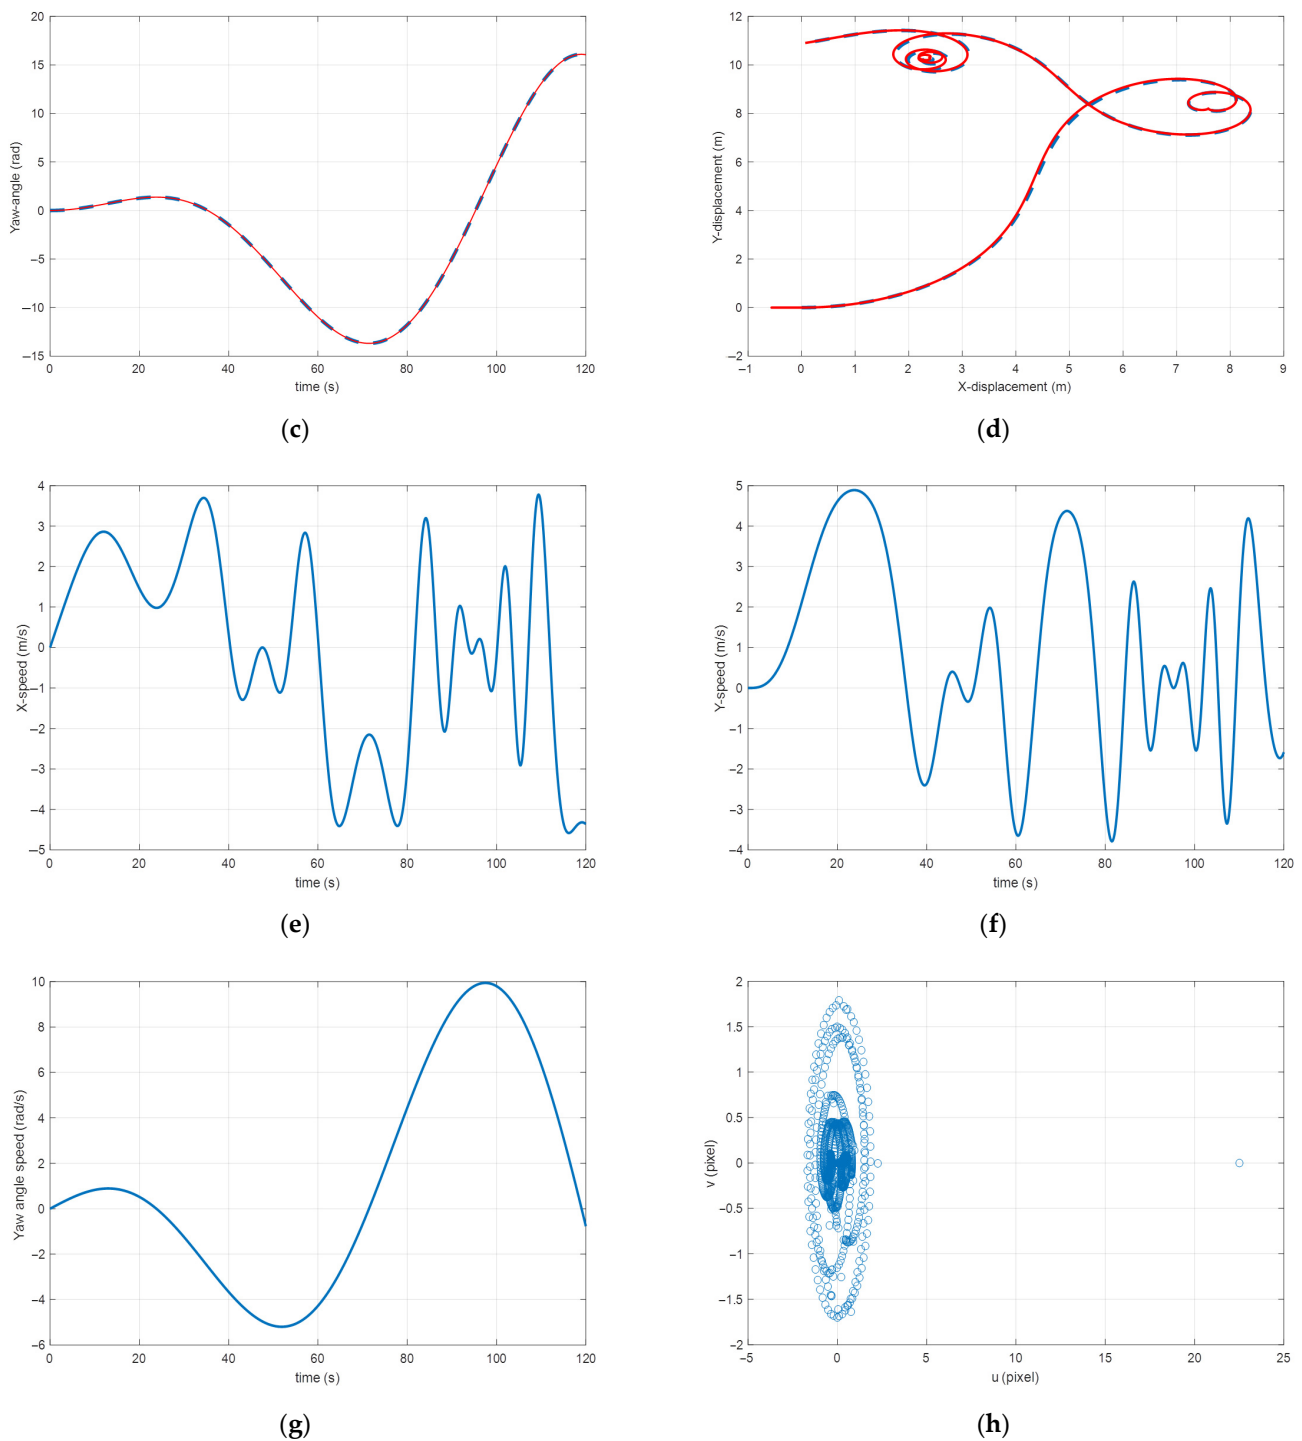 20
15
10
5
0
−5
−10
−15
0 20 40 60 80 100 120
Yaw-angle (rad)
time (s)
(c)
12
10
8
6
4
2
0
−2
−1 0 1 2 3 4 5 6 7 8 9
Y-displacement (m)
X-displacement (m)
(d)
4
3
2
1
0
−1
−2
−3
−4
−5
0 20 40 60 80 100 120
X-speed (m/s)
time (s)
(e)
5
4
3
2
1
0
−1
−2
−3
−4
0 20 40 60 80 100 120
Y-speed (m/s)
time (s)
(f)
10
8
6
4
2
0
−2
−4
−6
0 20 40 60 80 100 120
Yaw angle speed (rad/s)
time (s)
(g)
2
1.5
1
0.5
0
−0.5
−1
−1.5
−2
−5 0 5 10 15 20 25
v (pixel)
u (pixel)
(h)